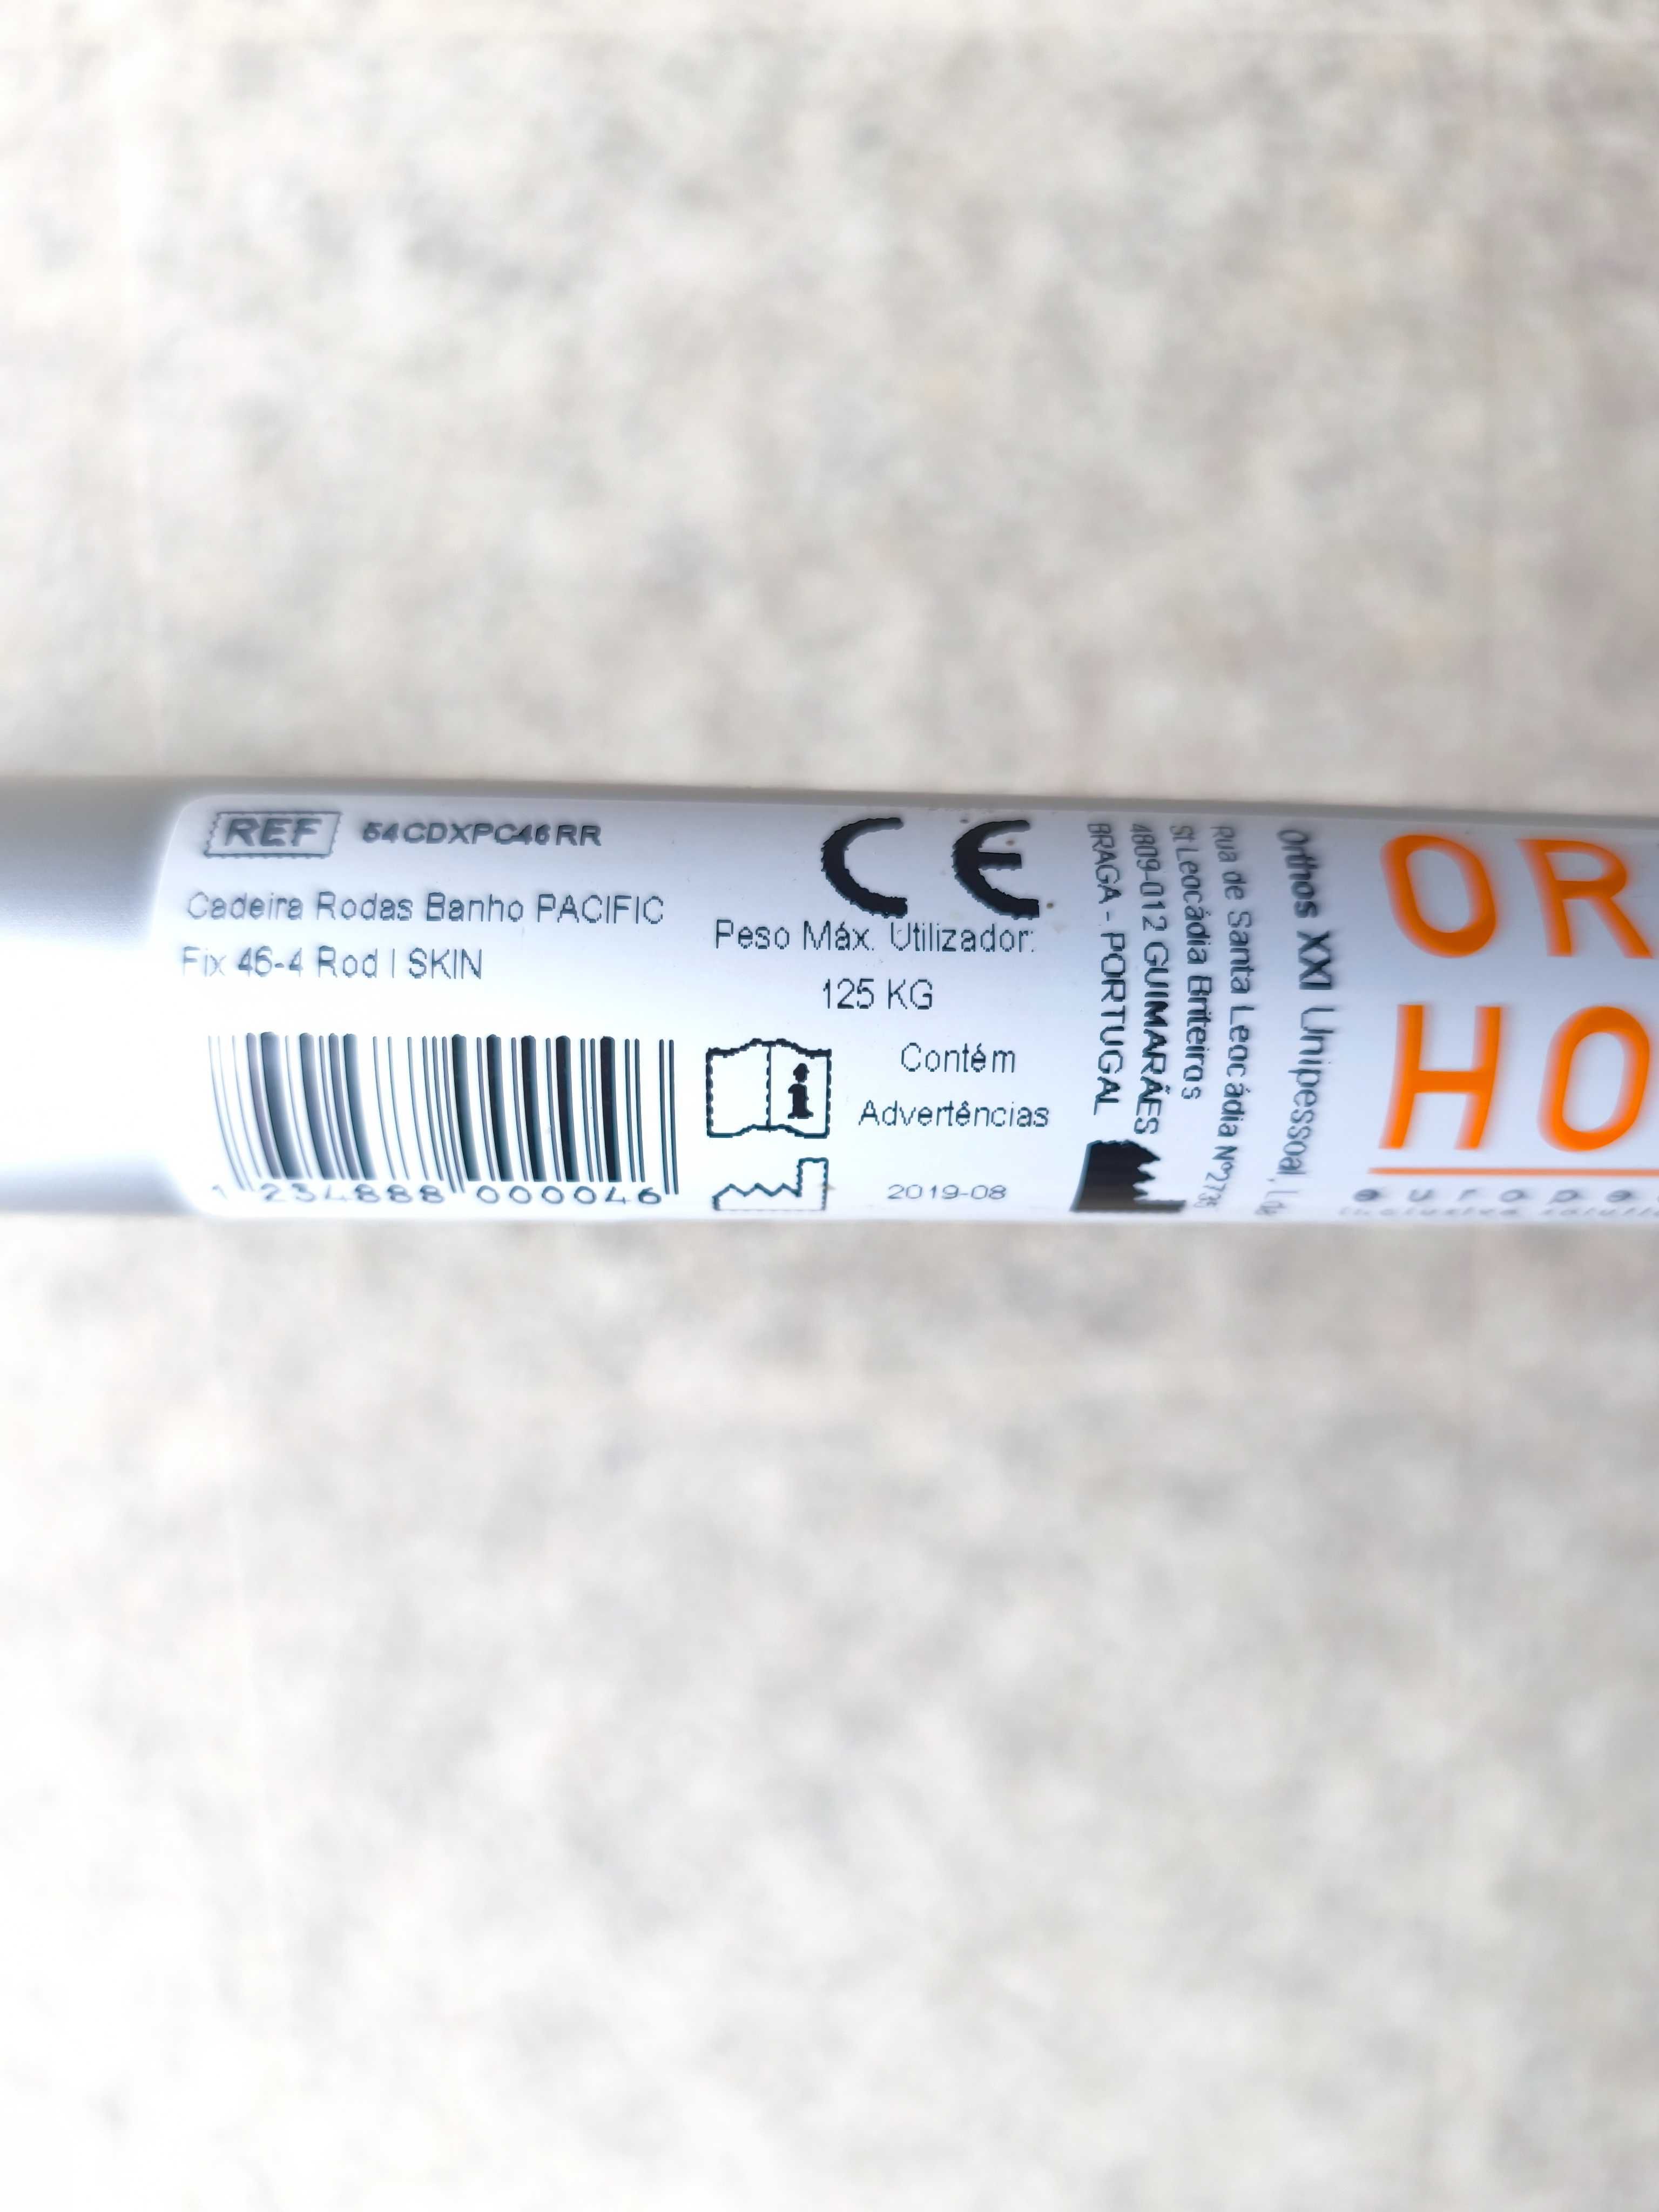 REF 54CDXPC46RR
Cadeira Rodas Banho PACIFIC
Fix 46-4 Rod I SKIN
1 234888 000046
CE
Peso Máx. Utilizador:
125 KG
Contém
Advertências
2019-08
Orthos XXI Unipessoal, Lda
Rua de Santa Leocádia Nº2735
St Leocádia Briteiros
4809-012 GUIMARÃES
BRAGA - PORTUGAL
OR
HO